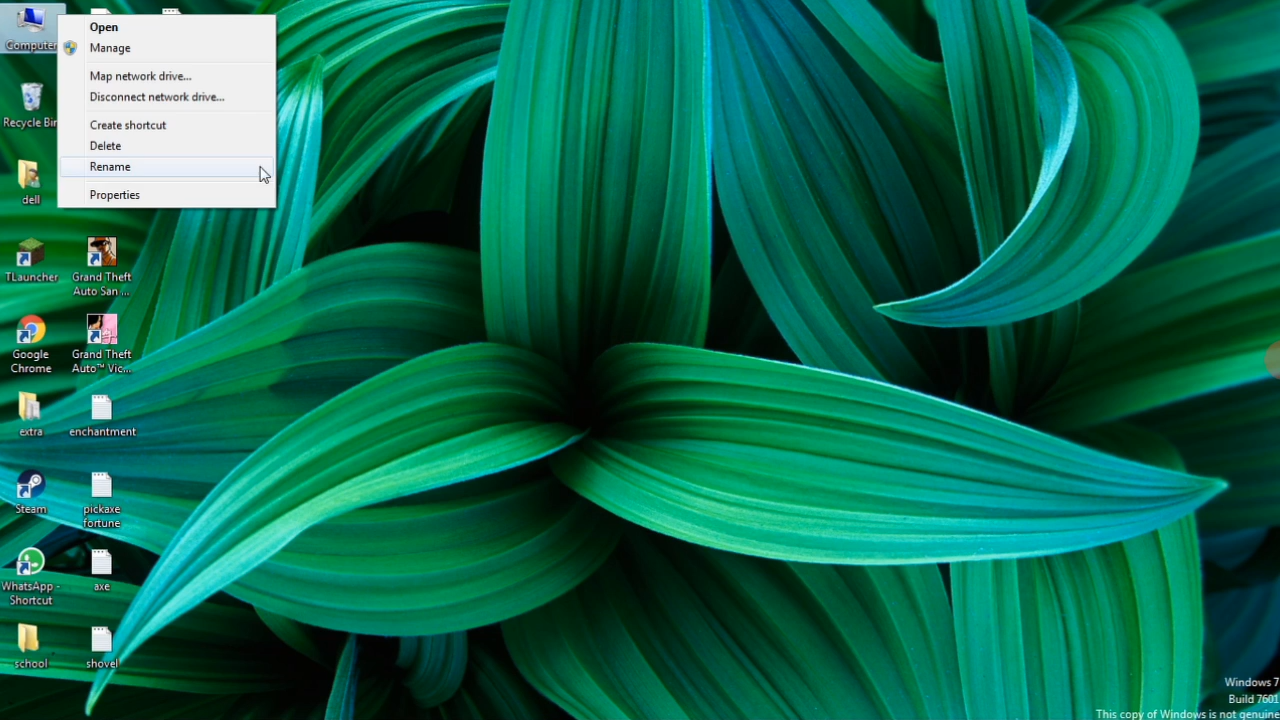 Computer
Open
Manage
Map network drive...
Disconnect network drive...
Create shortcut
Delete
Rename
Properties
Recycle Bin
dell
TLauncher
Grand Theft
Auto San ...
Google
Chrome
Grand Theft
Auto™ Vic...
extra
enchantment
Steam
pickaxe
fortune
WhatsApp -
Shortcut
axe
school
shovel
Windows 7
Build 7601
This copy of Windows is not genuine